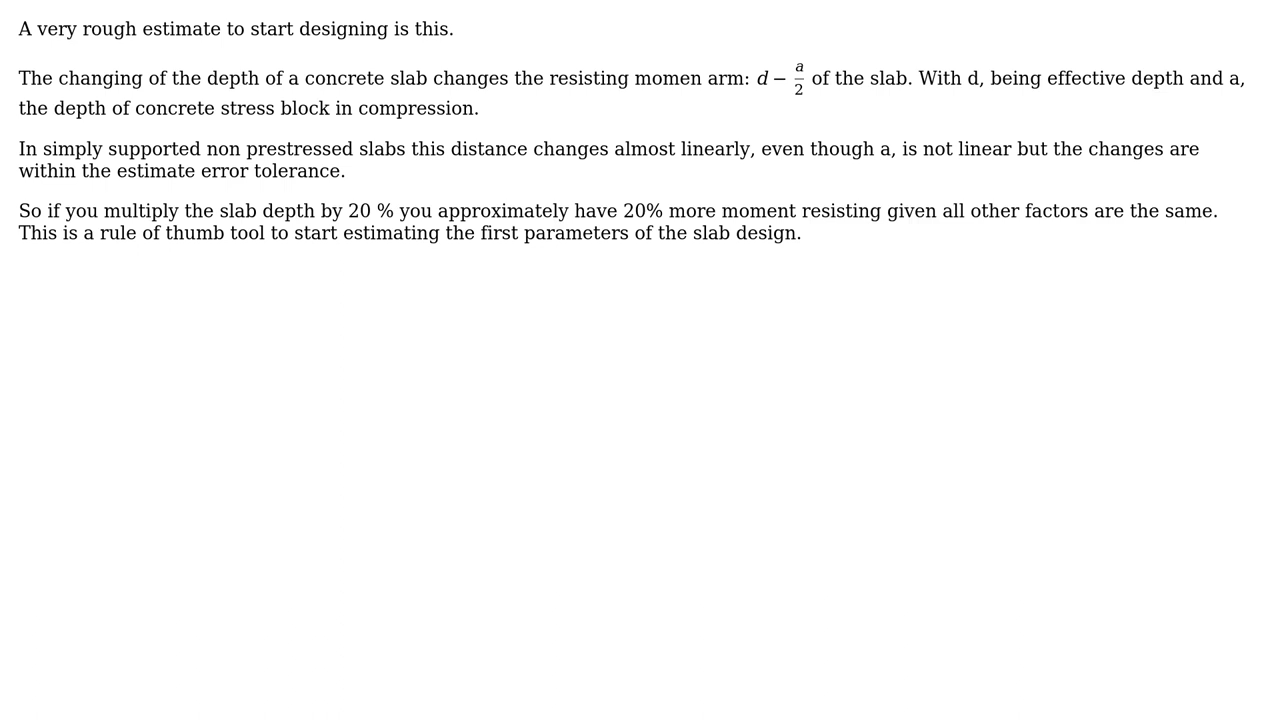 A very rough estimate to start designing is this.
The changing of the depth of a concrete slab changes the resisting momen arm: $d - \frac{a}{2}$ of the slab. With d, being effective depth and a,
the depth of concrete stress block in compression.
In simply supported non prestressed slabs this distance changes almost linearly, even though a, is not linear but the changes are
within the estimate error tolerance.
So if you multiply the slab depth by 20 % you approximately have 20% more moment resisting given all other factors are the same.
This is a rule of thumb tool to start estimating the first parameters of the slab design.